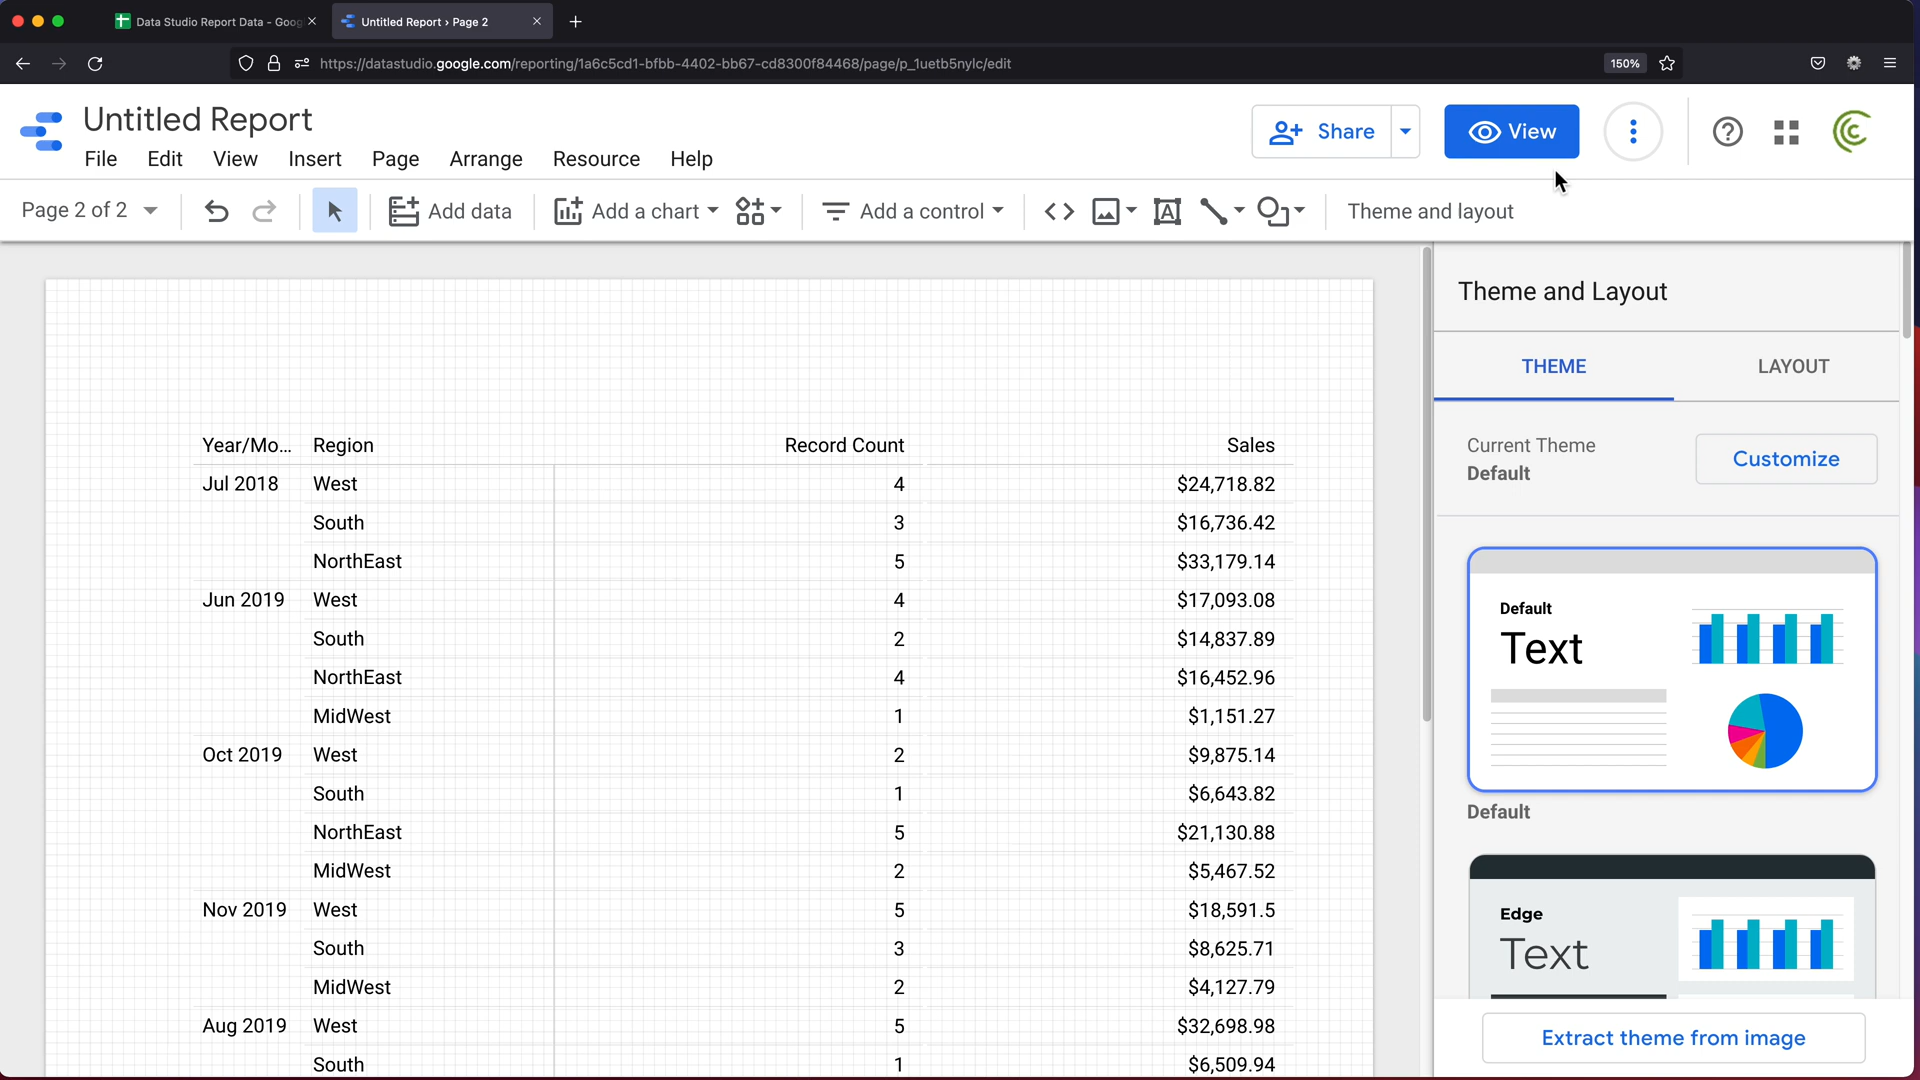 Data Studio Report Data - Goog
Untitled Report › Page 2
https://datastudio.google.com/reporting/1a6c5cd1-bfbb-4402-bb67-cd8300f84468/page/p_1uetb5nylc/edit
150%
Untitled Report
File Edit View Insert Page Arrange Resource Help
Share
View
Page 2 of 2
Add data
Add a chart
Add a control
Theme and layout
Year/Mo... Region Record Count Sales
Jul 2018 West 4 $24,718.82
South 3 $16,736.42
NorthEast 5 $33,179.14
Jun 2019 West 4 $17,093.08
South 2 $14,837.89
NorthEast 4 $16,452.96
MidWest 1 $1,151.27
Oct 2019 West 2 $9,875.14
South 1 $6,643.82
NorthEast 5 $21,130.88
MidWest 2 $5,467.52
Nov 2019 West 5 $18,591.5
South 3 $8,625.71
MidWest 2 $4,127.79
Aug 2019 West 5 $32,698.98
South 1 $6,509.94
Theme and Layout
THEME LAYOUT
Current Theme
Default
Customize
Default
Text
Default
Edge
Text
Extract theme from image